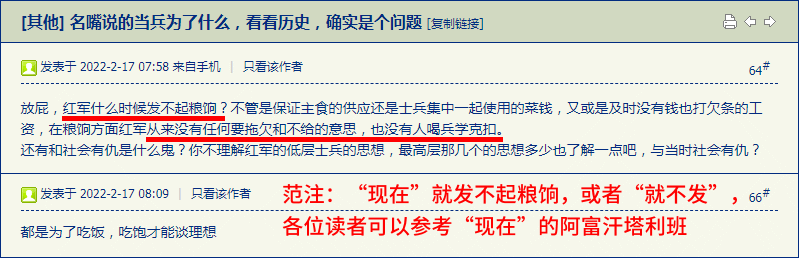 [其他] 名嘴说的当兵为了什么，看看历史，确实是个问题 [复制链接]
发表于 2022-2-17 07:58 来自手机 | 只看该作者
64#
放屁，红军什么时候发不起粮饷？不管是保证主食的供应还是士兵集中一起使用的菜钱，又或是及时没有钱也打欠条的工
资，在粮饷方面红军从来没有任何要拖欠和不给的意思，也没有人喝兵学克扣。
还有和社会有仇是什么鬼？你不理解红军的低层士兵的思想，最高层那几个的思想多少也了解一点吧，与当时社会有仇？
发表于 2022-2-17 08:09 | 只看该作者
66#
范注：“现在”就发不起粮饷，或者“就不发”，
各位读者可以参考“现在”的阿富汗塔利班
都是为了吃饭，吃饱才能谈理想